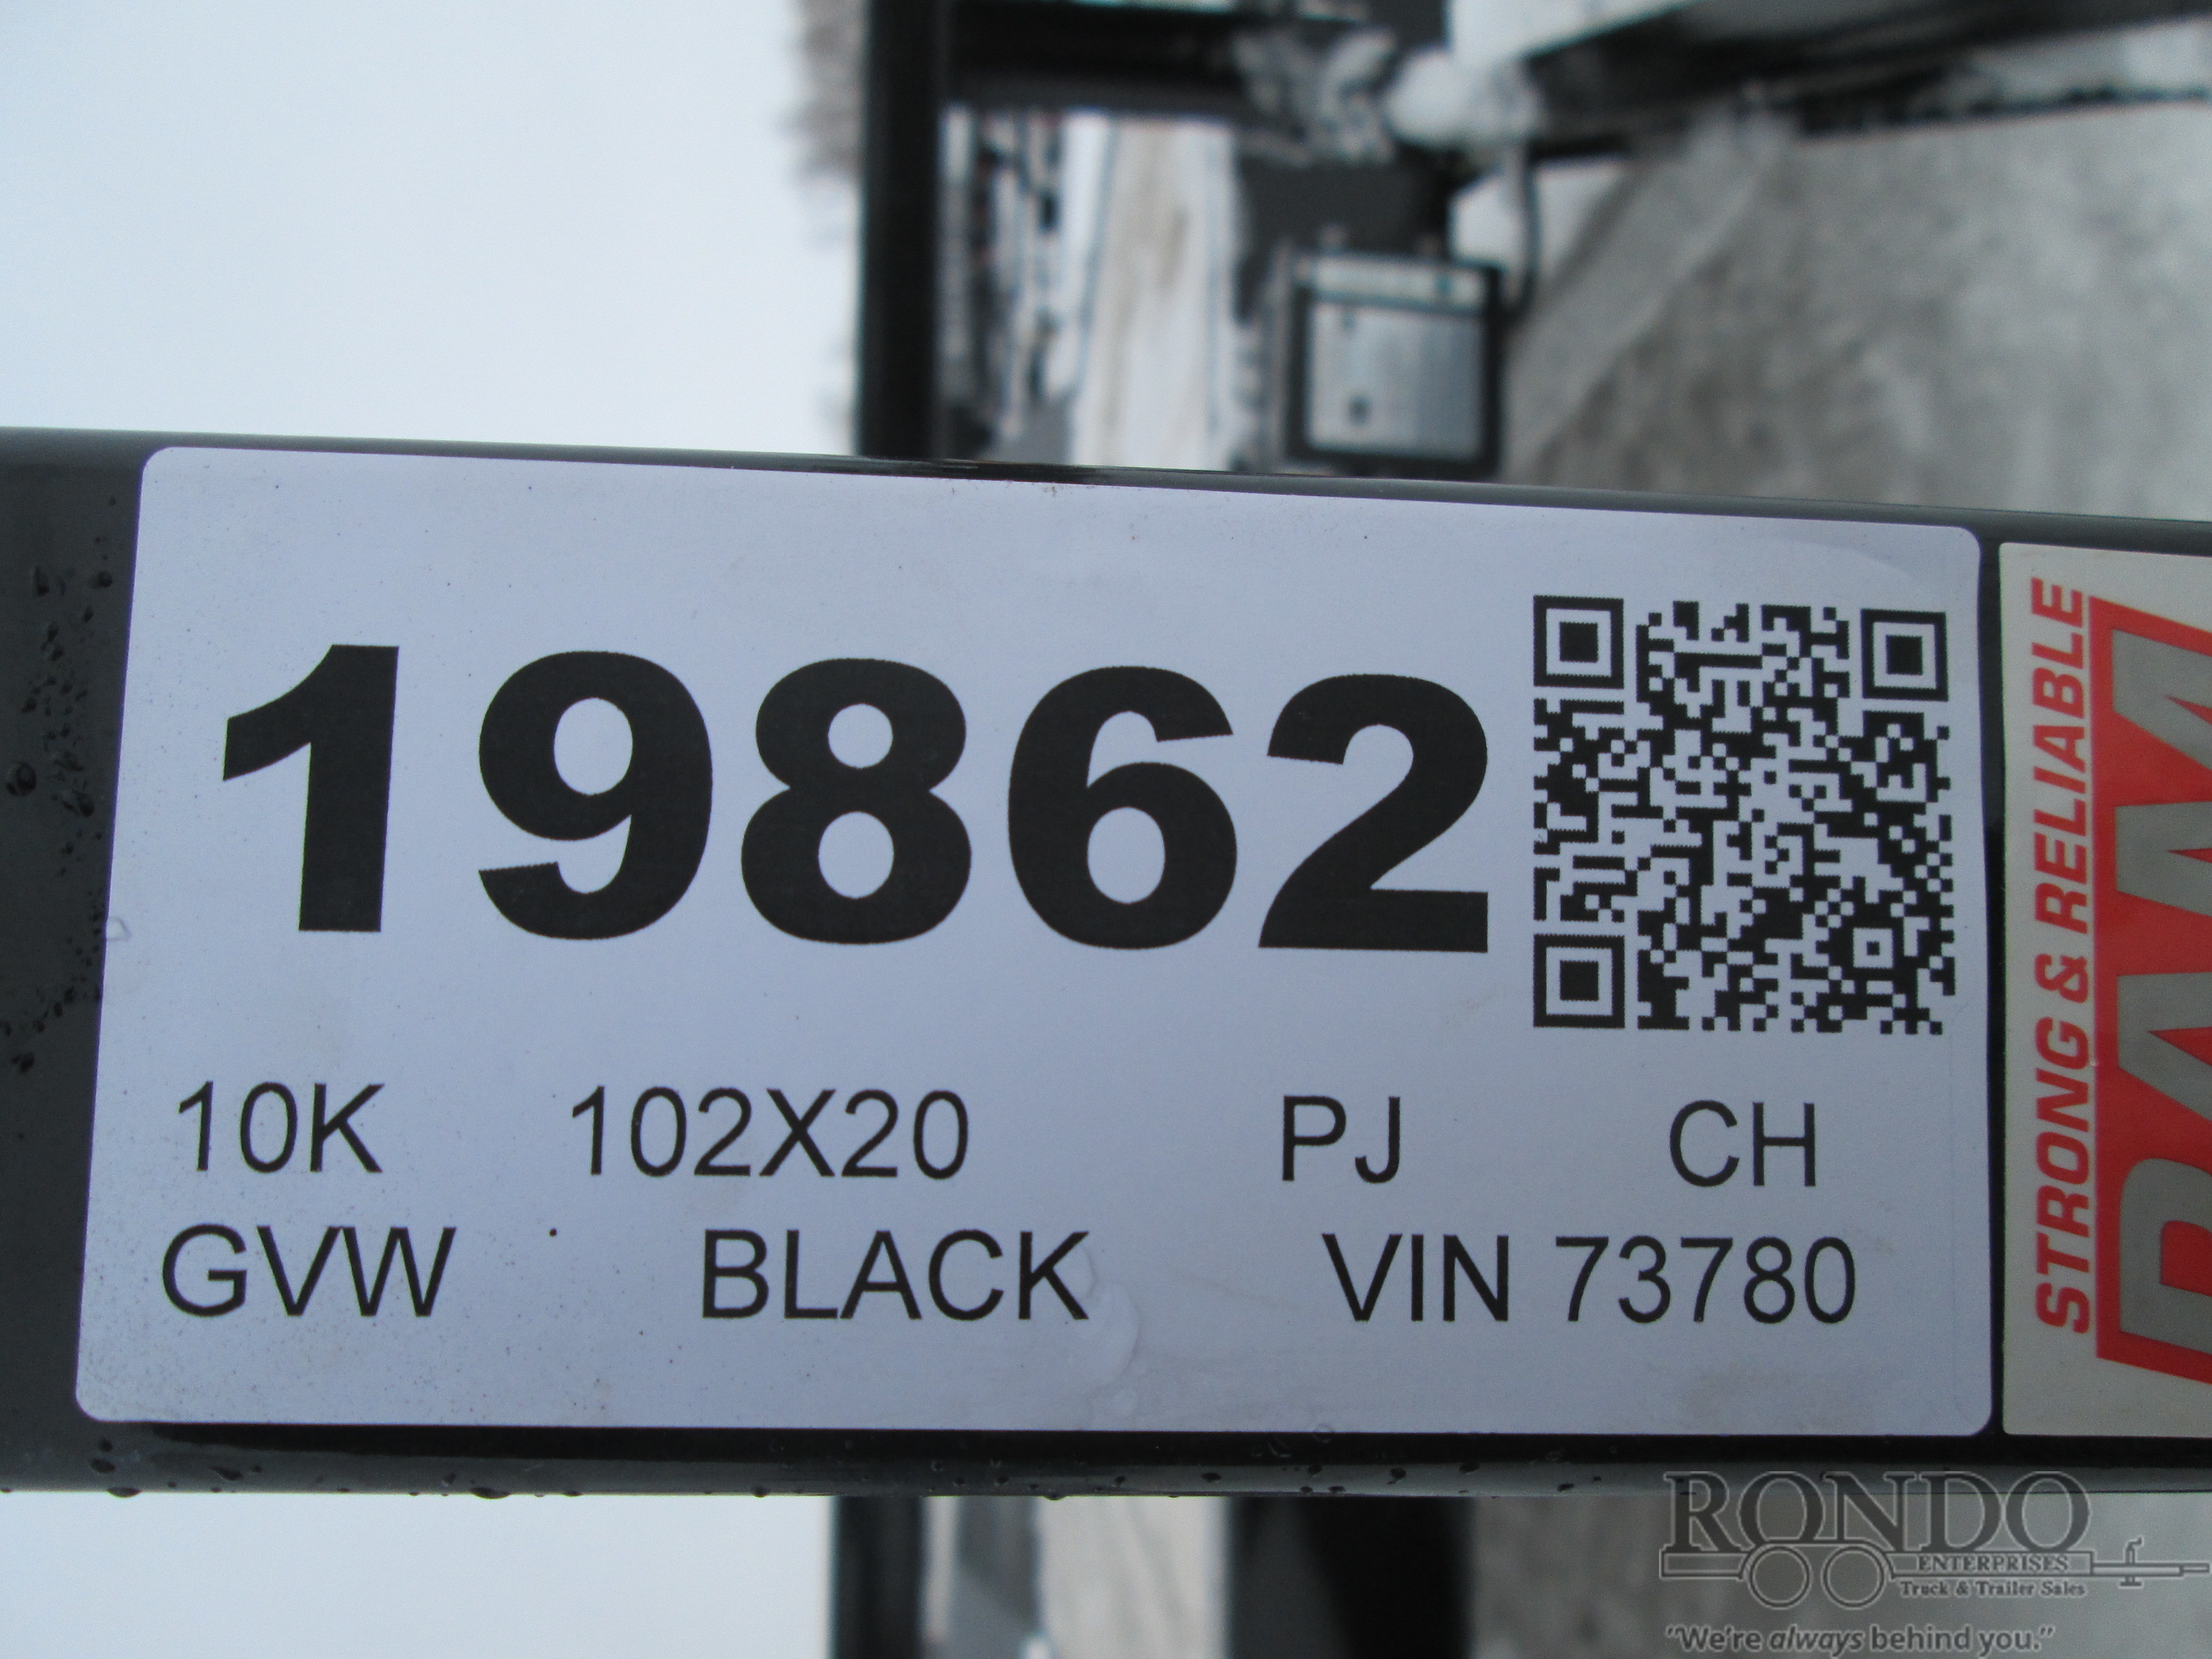 19862
10K 102X20 PJ CH
GVW BLACK VIN 73780
STRONG & RELIABLE
RAM
RONDO
ENTERPRISES
Truck & Trailer Sales
"We're always behind you."